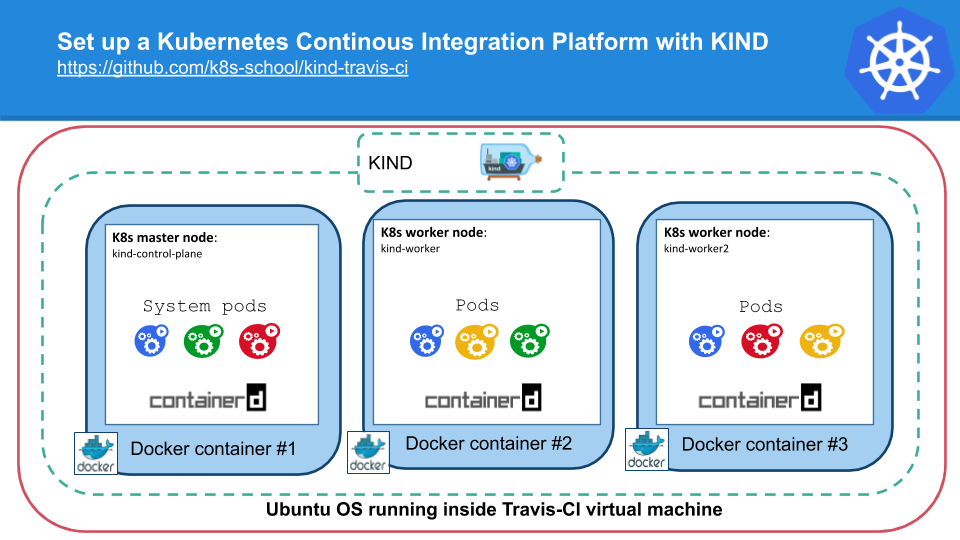 Set up a Kubernetes Continous Integration Platform with KIND
https://github.com/k8s-school/kind-travis-ci
KIND
kind
K8s master node:
kind-control-plane
System pods
containerd
docker
Docker container #1
K8s worker node:
kind-worker
Pods
containerd
docker
Docker container #2
K8s worker node:
kind-worker2
Pods
containerd
docker
Docker container #3
Ubuntu OS running inside Travis-CI virtual machine